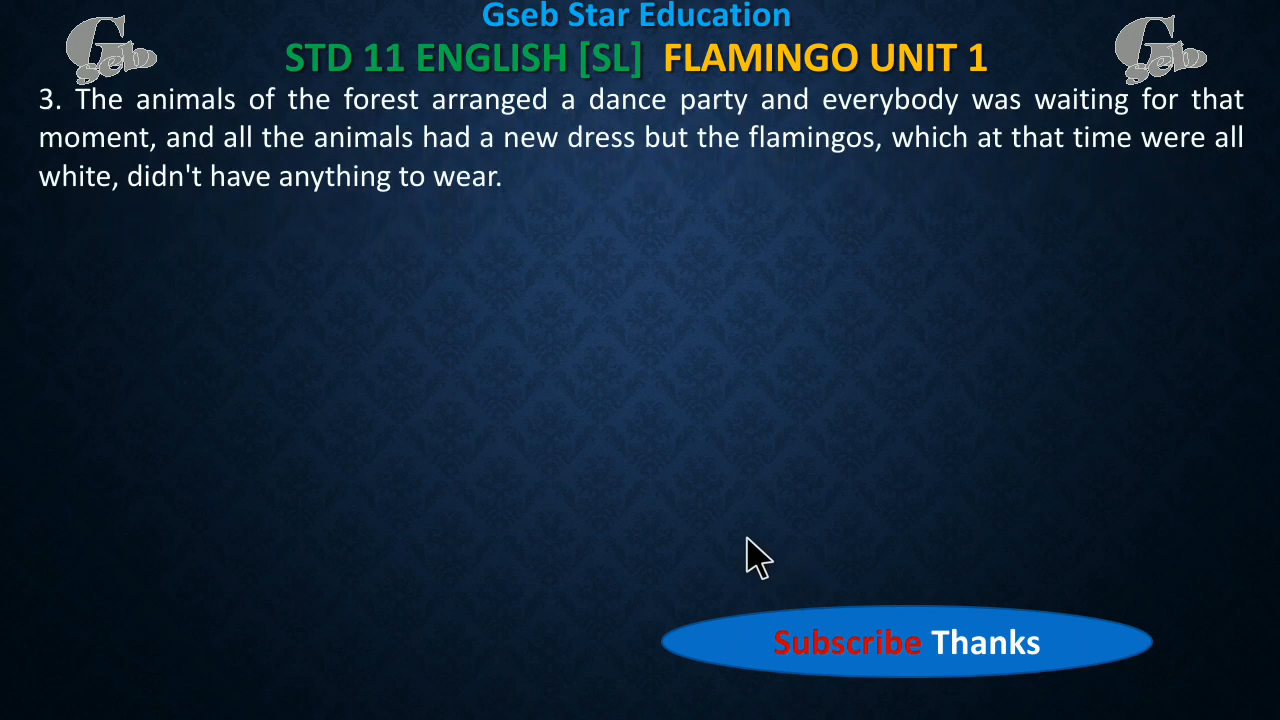 Gseb Star Education
STD 11 ENGLISH [SL] FLAMINGO UNIT 1
Gseb
Gseb
3. The animals of the forest arranged a dance party and everybody was waiting for that
moment, and all the animals had a new dress but the flamingos, which at that time were all
white, didn't have anything to wear.
Subscribe Thanks